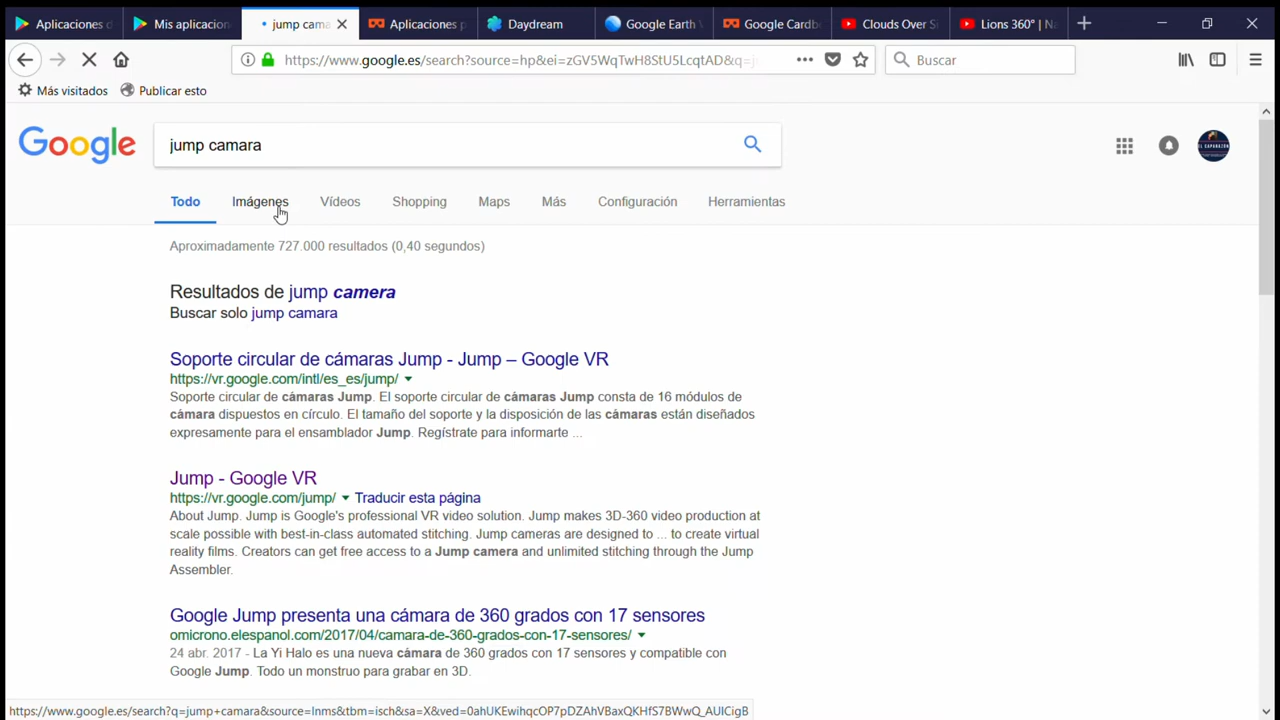 Aplicaciones d
Mis aplicacion
jump cama
Aplicaciones p
Daydream
Google Earth V
Google Cardbo
Clouds Over Si
Lions 360° | Na
https://www.google.es/search?source=hp&ei=zGV5WqTwH8StU5LcqtAD&q=j
Buscar
Más visitados
Publicar esto
Google
jump camara
EL CAPARAZÓN
Todo
Imágenes
Vídeos
Shopping
Maps
Más
Configuración
Herramientas
Aproximadamente 727.000 resultados (0,40 segundos)
Resultados de jump camera
Buscar solo jump camara
Soporte circular de cámaras Jump - Jump – Google VR
https://vr.google.com/intl/es_es/jump/
Soporte circular de cámaras Jump. El soporte circular de cámaras Jump consta de 16 módulos de
cámara dispuestos en círculo. El tamaño del soporte y la disposición de las cámaras están diseñados
expresamente para el ensamblador Jump. Regístrate para informarte ...
Jump - Google VR
https://vr.google.com/jump/ Traducir esta página
About Jump. Jump is Google's professional VR video solution. Jump makes 3D-360 video production at
scale possible with best-in-class automated stitching. Jump cameras are designed to ... to create virtual
reality films. Creators can get free access to a Jump camera and unlimited stitching through the Jump
Assembler.
Google Jump presenta una cámara de 360 grados con 17 sensores
omicrono.elespanol.com/2017/04/camara-de-360-grados-con-17-sensores/
24 abr. 2017 - La Yi Halo es una nueva cámara de 360 grados con 17 sensores y compatible con
Google Jump. Todo un monstruo para grabar en 3D.
https://www.google.es/search?q=jump+camara&source=lnms&tbm=isch&sa=X&ved=0ahUKEwihqcOP7pDZAhVBaxQKHfS7BWwQ_AUICigB